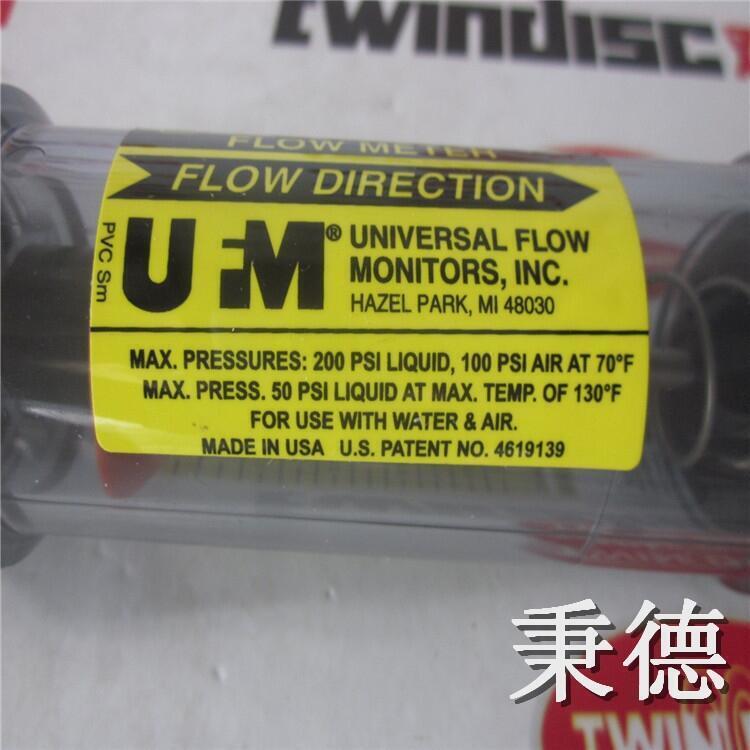 TWINDISC
FLOW METER
FLOW DIRECTION
PVC Sm
UFM® UNIVERSAL FLOW
MONITORS, INC.
HAZEL PARK, MI 48030
MAX. PRESSURES: 200 PSI LIQUID, 100 PSI AIR AT 70°F
MAX. PRESS. 50 PSI LIQUID AT MAX. TEMP. OF 130°F
FOR USE WITH WATER & AIR.
MADE IN USA U.S. PATENT NO. 4619139
秉德
TWIN